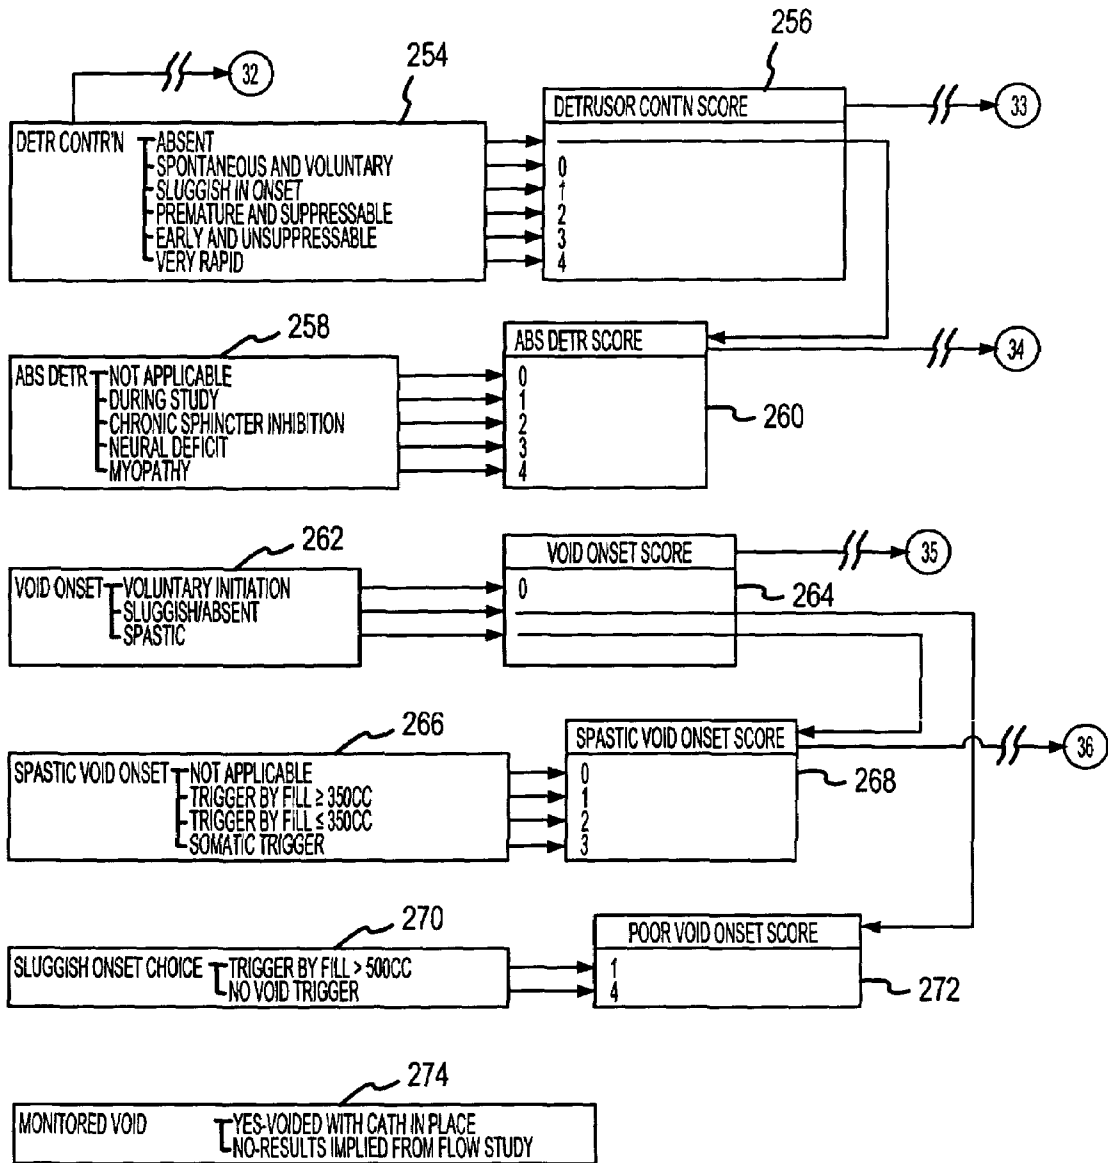 256
32
254
DETRUSOR CONT'N SCORE
33
DETR CONTR'N
ABSENT
SPONTANEOUS AND VOLUNTARY
0
SLUGGISH IN ONSET
1
PREMATURE AND SUPPRESSABLE
2
EARLY AND UNSUPPRESSABLE
3
VERY RAPID
4
258
ABS DETR SCORE
34
ABS DETR
NOT APPLICABLE
0
DURING STUDY
1
CHRONIC SPHINCTER INHIBITION
2
260
NEURAL DEFICIT
3
MYOPATHY
4
262
VOID ONSET SCORE
35
VOID ONSET
VOLUNTARY INITIATION
0
264
SLUGGISH/ABSENT
SPASTIC
266
SPASTIC VOID ONSET SCORE
36
SPASTIC VOID ONSET
NOT APPLICABLE
0
268
TRIGGER BY FILL ≥ 350CC
1
TRIGGER BY FILL ≤ 350CC
2
SOMATIC TRIGGER
3
270
POOR VOID ONSET SCORE
SLUGGISH ONSET CHOICE
TRIGGER BY FILL > 500CC
1
NO VOID TRIGGER
4
272
274
MONITORED VOID
YES-VOIDED WITH CATH IN PLACE
NO-RESULTS IMPLIED FROM FLOW STUDY